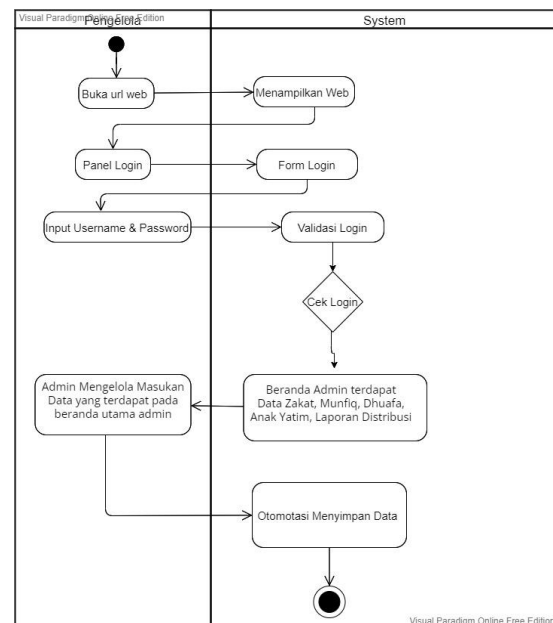 Visual Paradigm Online Free Edition
Pengelola
System
Buka url web
Menampilkan Web
Panel Login
Form Login
Input Username & Password
Validasi Login
Cek Login
Admin Mengelola Masukan
Data yang terdapat pada
beranda utama admin
Beranda Admin terdapat
Data Zakat, Munfiq, Dhuafa,
Anak Yatim, Laporan Distribusi
Otomotasi Menyimpan Data
Visual Paradigm Online Free Edition